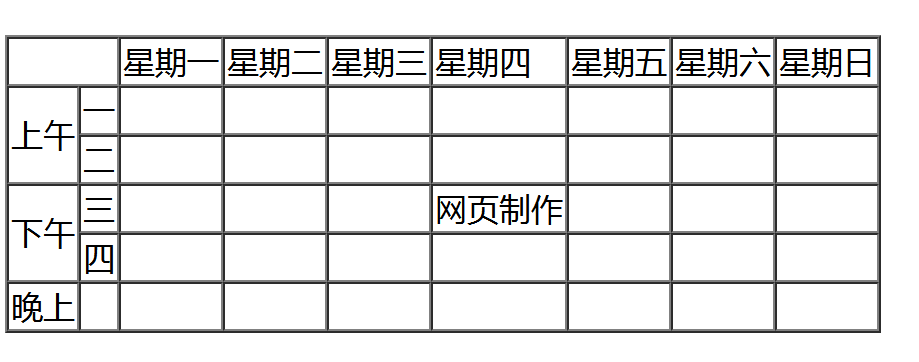 星期一 星期二 星期三 星期四 星期五 星期六 星期日
上午 一
二
下午 三 网页制作
四
晚上